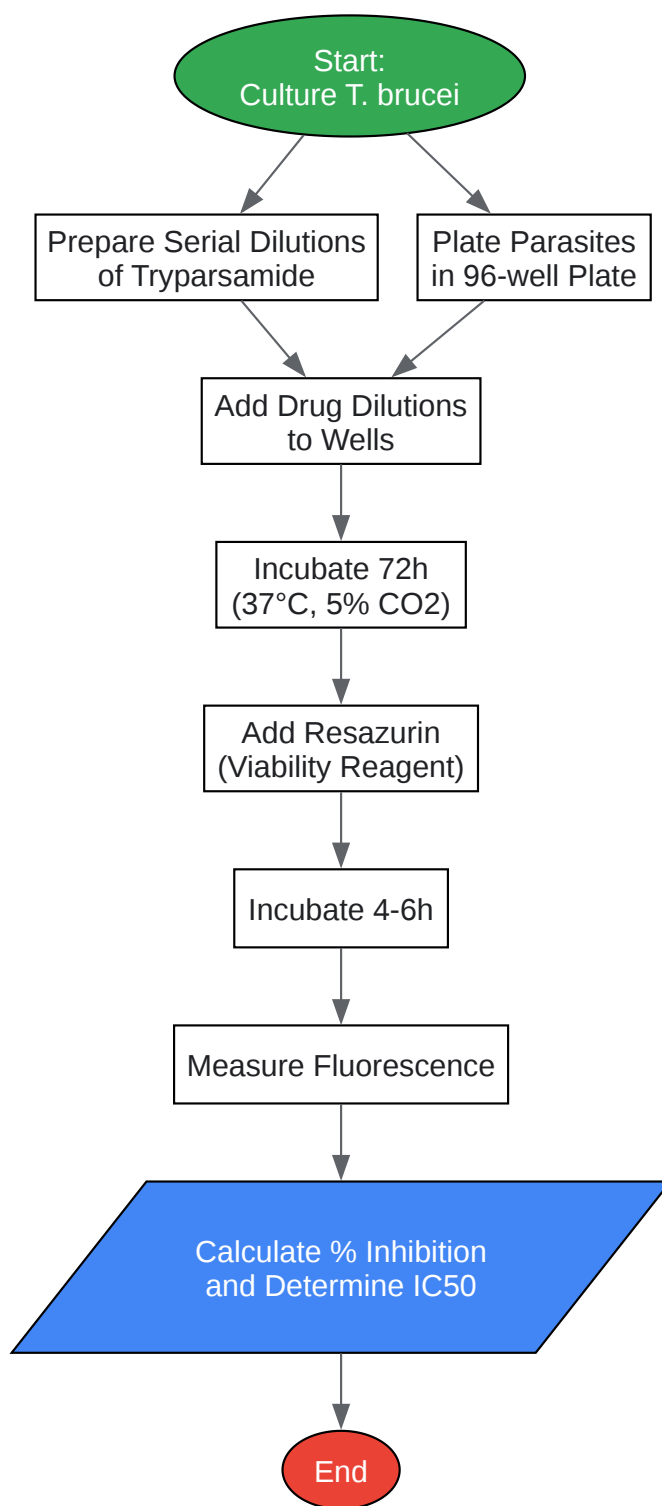 Start:
Culture T. brucei
Prepare Serial Dilutions
of Tryparsamide
Plate Parasites
in 96-well Plate
Add Drug Dilutions
to Wells
Incubate 72h
(37°C, 5% CO2)
Add Resazurin
(Viability Reagent)
Incubate 4-6h
Measure Fluorescence
Calculate % Inhibition
and Determine IC50
End